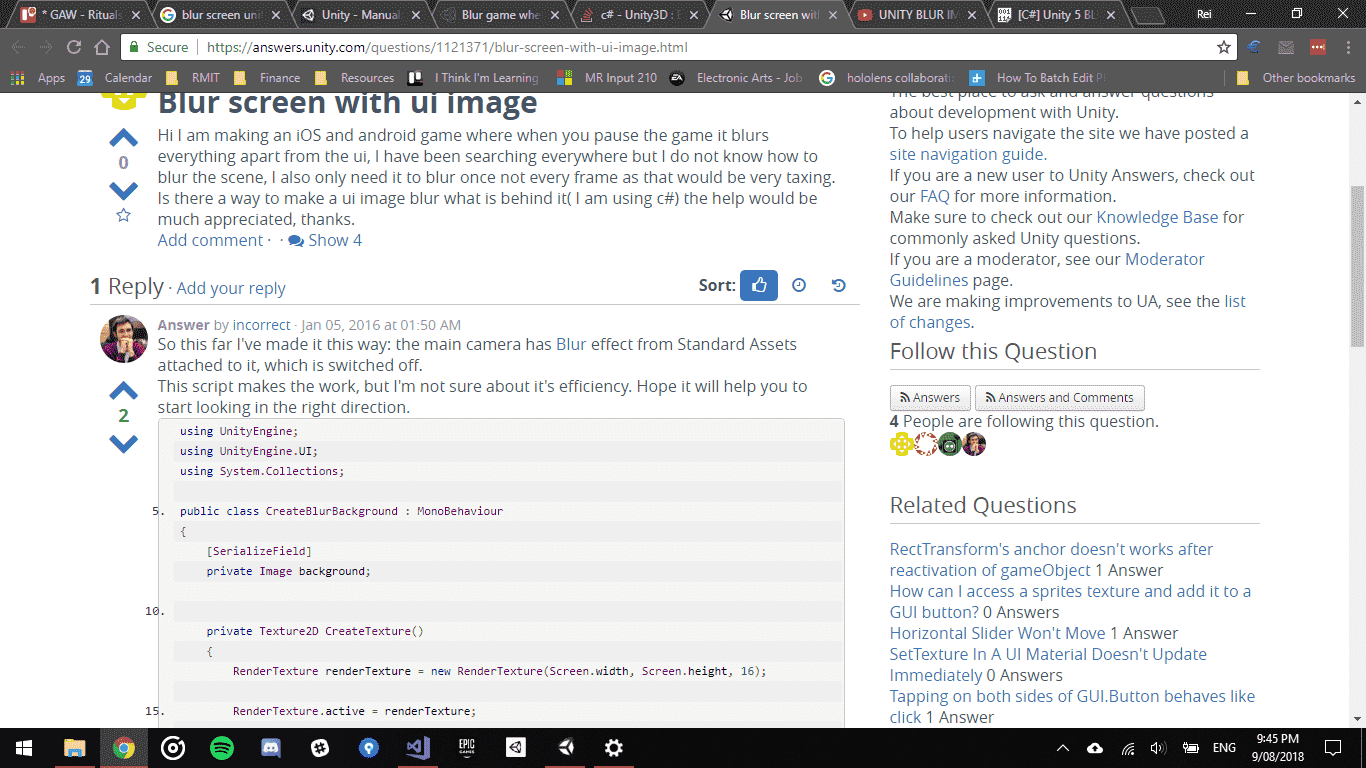 * GAW - Rituals
blur screen unit
Unity - Manual:
Blur game whe
c# - Unity3D : B
Blur screen with
UNITY BLUR IM
[C#] Unity 5 BL
Rei
Secure
https://answers.unity.com/questions/1121371/blur-screen-with-ui-image.html
Apps
29
Calendar
RMIT
Finance
Resources
I Think I'm Learning
MR Input 210
Electronic Arts - Job
hololens collaborati
How To Batch Edit P
Other bookmarks
Blur screen with ui image
Hi I am making an iOS and android game where when you pause the game it blurs
everything apart from the ui, I have been searching everywhere but I do not know how to
blur the scene, I also only need it to blur once not every frame as that would be very taxing.
Is there a way to make a ui image blur what is behind it( I am using c#) the help would be
much appreciated, thanks.
0
Add comment · · Show 4
1 Reply · Add your reply
Sort:
Answer by incorrect · Jan 05, 2016 at 01:50 AM
So this far I've made it this way: the main camera has Blur effect from Standard Assets
attached to it, which is switched off.
This script makes the work, but I'm not sure about it's efficiency. Hope it will help you to
start looking in the right direction.
2
using UnityEngine;
using UnityEngine.UI;
using System.Collections;
5. public class CreateBlurBackground : MonoBehaviour
{
[SerializeField]
private Image background;
10.
private Texture2D CreateTexture()
{
RenderTexture renderTexture = new RenderTexture(Screen.width, Screen.height, 16);
15. RenderTexture.active = renderTexture;
The best place to ask and answer questions
about development with Unity.
To help users navigate the site we have posted a
site navigation guide.
If you are a new user to Unity Answers, check out
our FAQ for more information.
Make sure to check out our Knowledge Base for
commonly asked Unity questions.
If you are a moderator, see our Moderator
Guidelines page.
We are making improvements to UA, see the list
of changes.
Follow this Question
Answers
Answers and Comments
4 People are following this question.
Related Questions
RectTransform's anchor doesn't works after
reactivation of gameObject 1 Answer
How can I access a sprites texture and add it to a
GUI button? 0 Answers
Horizontal Slider Won't Move 1 Answer
SetTexture In A UI Material Doesn't Update
Immediately 0 Answers
Tapping on both sides of GUI.Button behaves like
click 1 Answer
EPIC
GAMES
ENG
9:45 PM
9/08/2018